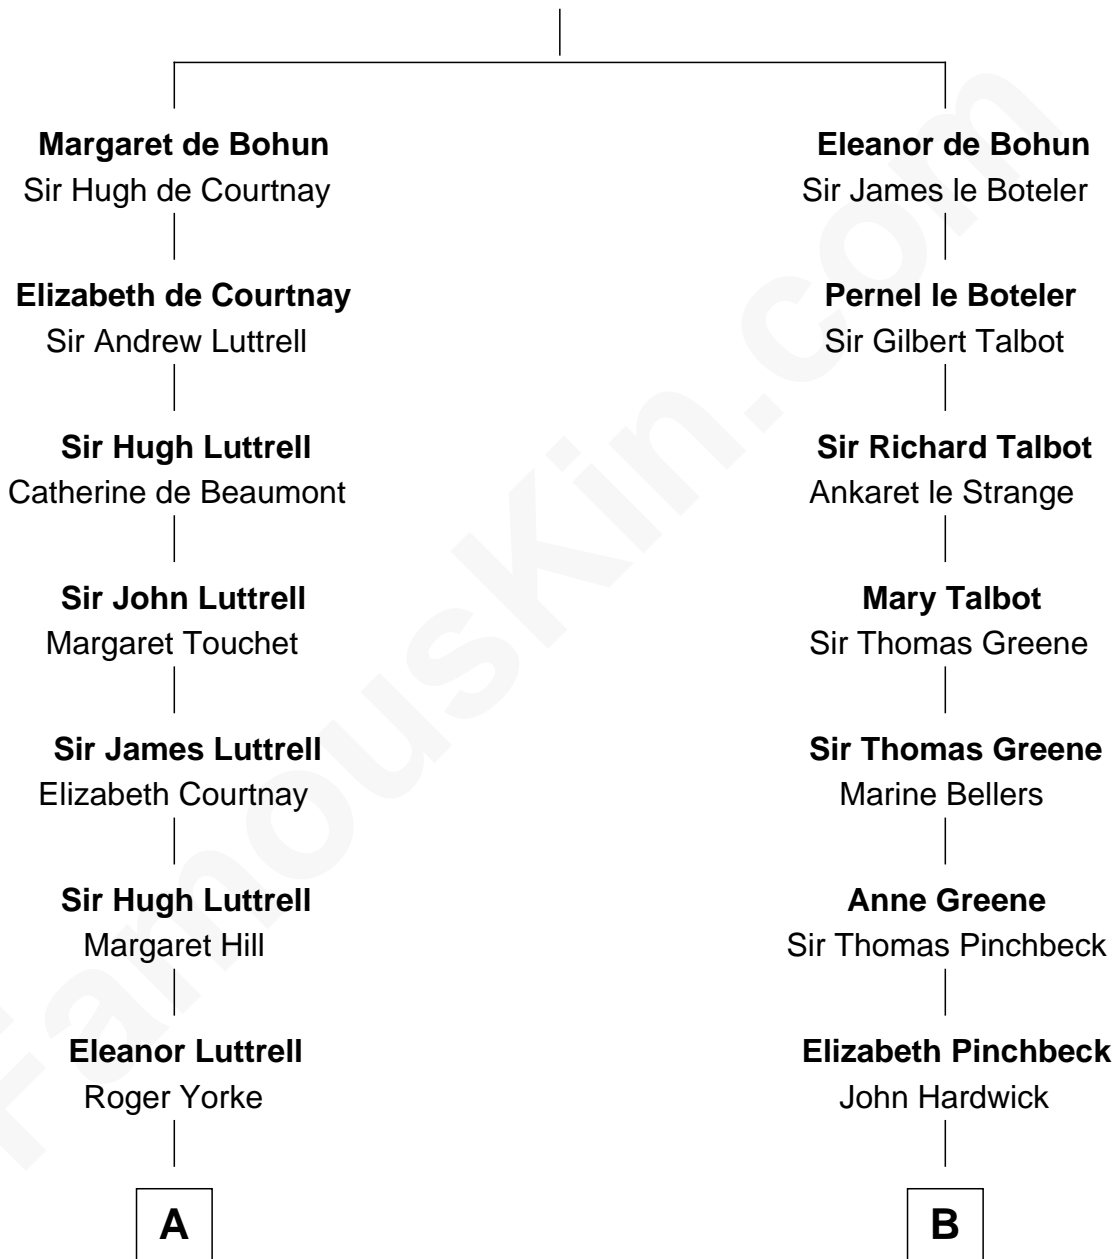 Margaret de Bohun
Sir Hugh de Courtnay
Elizabeth de Courtnay
Sir Andrew Luttrell
Sir Hugh Luttrell
Catherine de Beaumont
Sir John Luttrell
Margaret Touchet
Sir James Luttrell
Elizabeth Courtnay
Sir Hugh Luttrell
Margaret Hill
Eleanor Luttrell
Roger Yorke
A
Eleanor de Bohun
Sir James le Boteler
Pernel le Boteler
Sir Gilbert Talbot
Sir Richard Talbot
Ankaret le Strange
Mary Talbot
Sir Thomas Greene
Sir Thomas Greene
Marine Bellers
Anne Greene
Sir Thomas Pinchbeck
Elizabeth Pinchbeck
John Hardwick
B
FamousKin.com